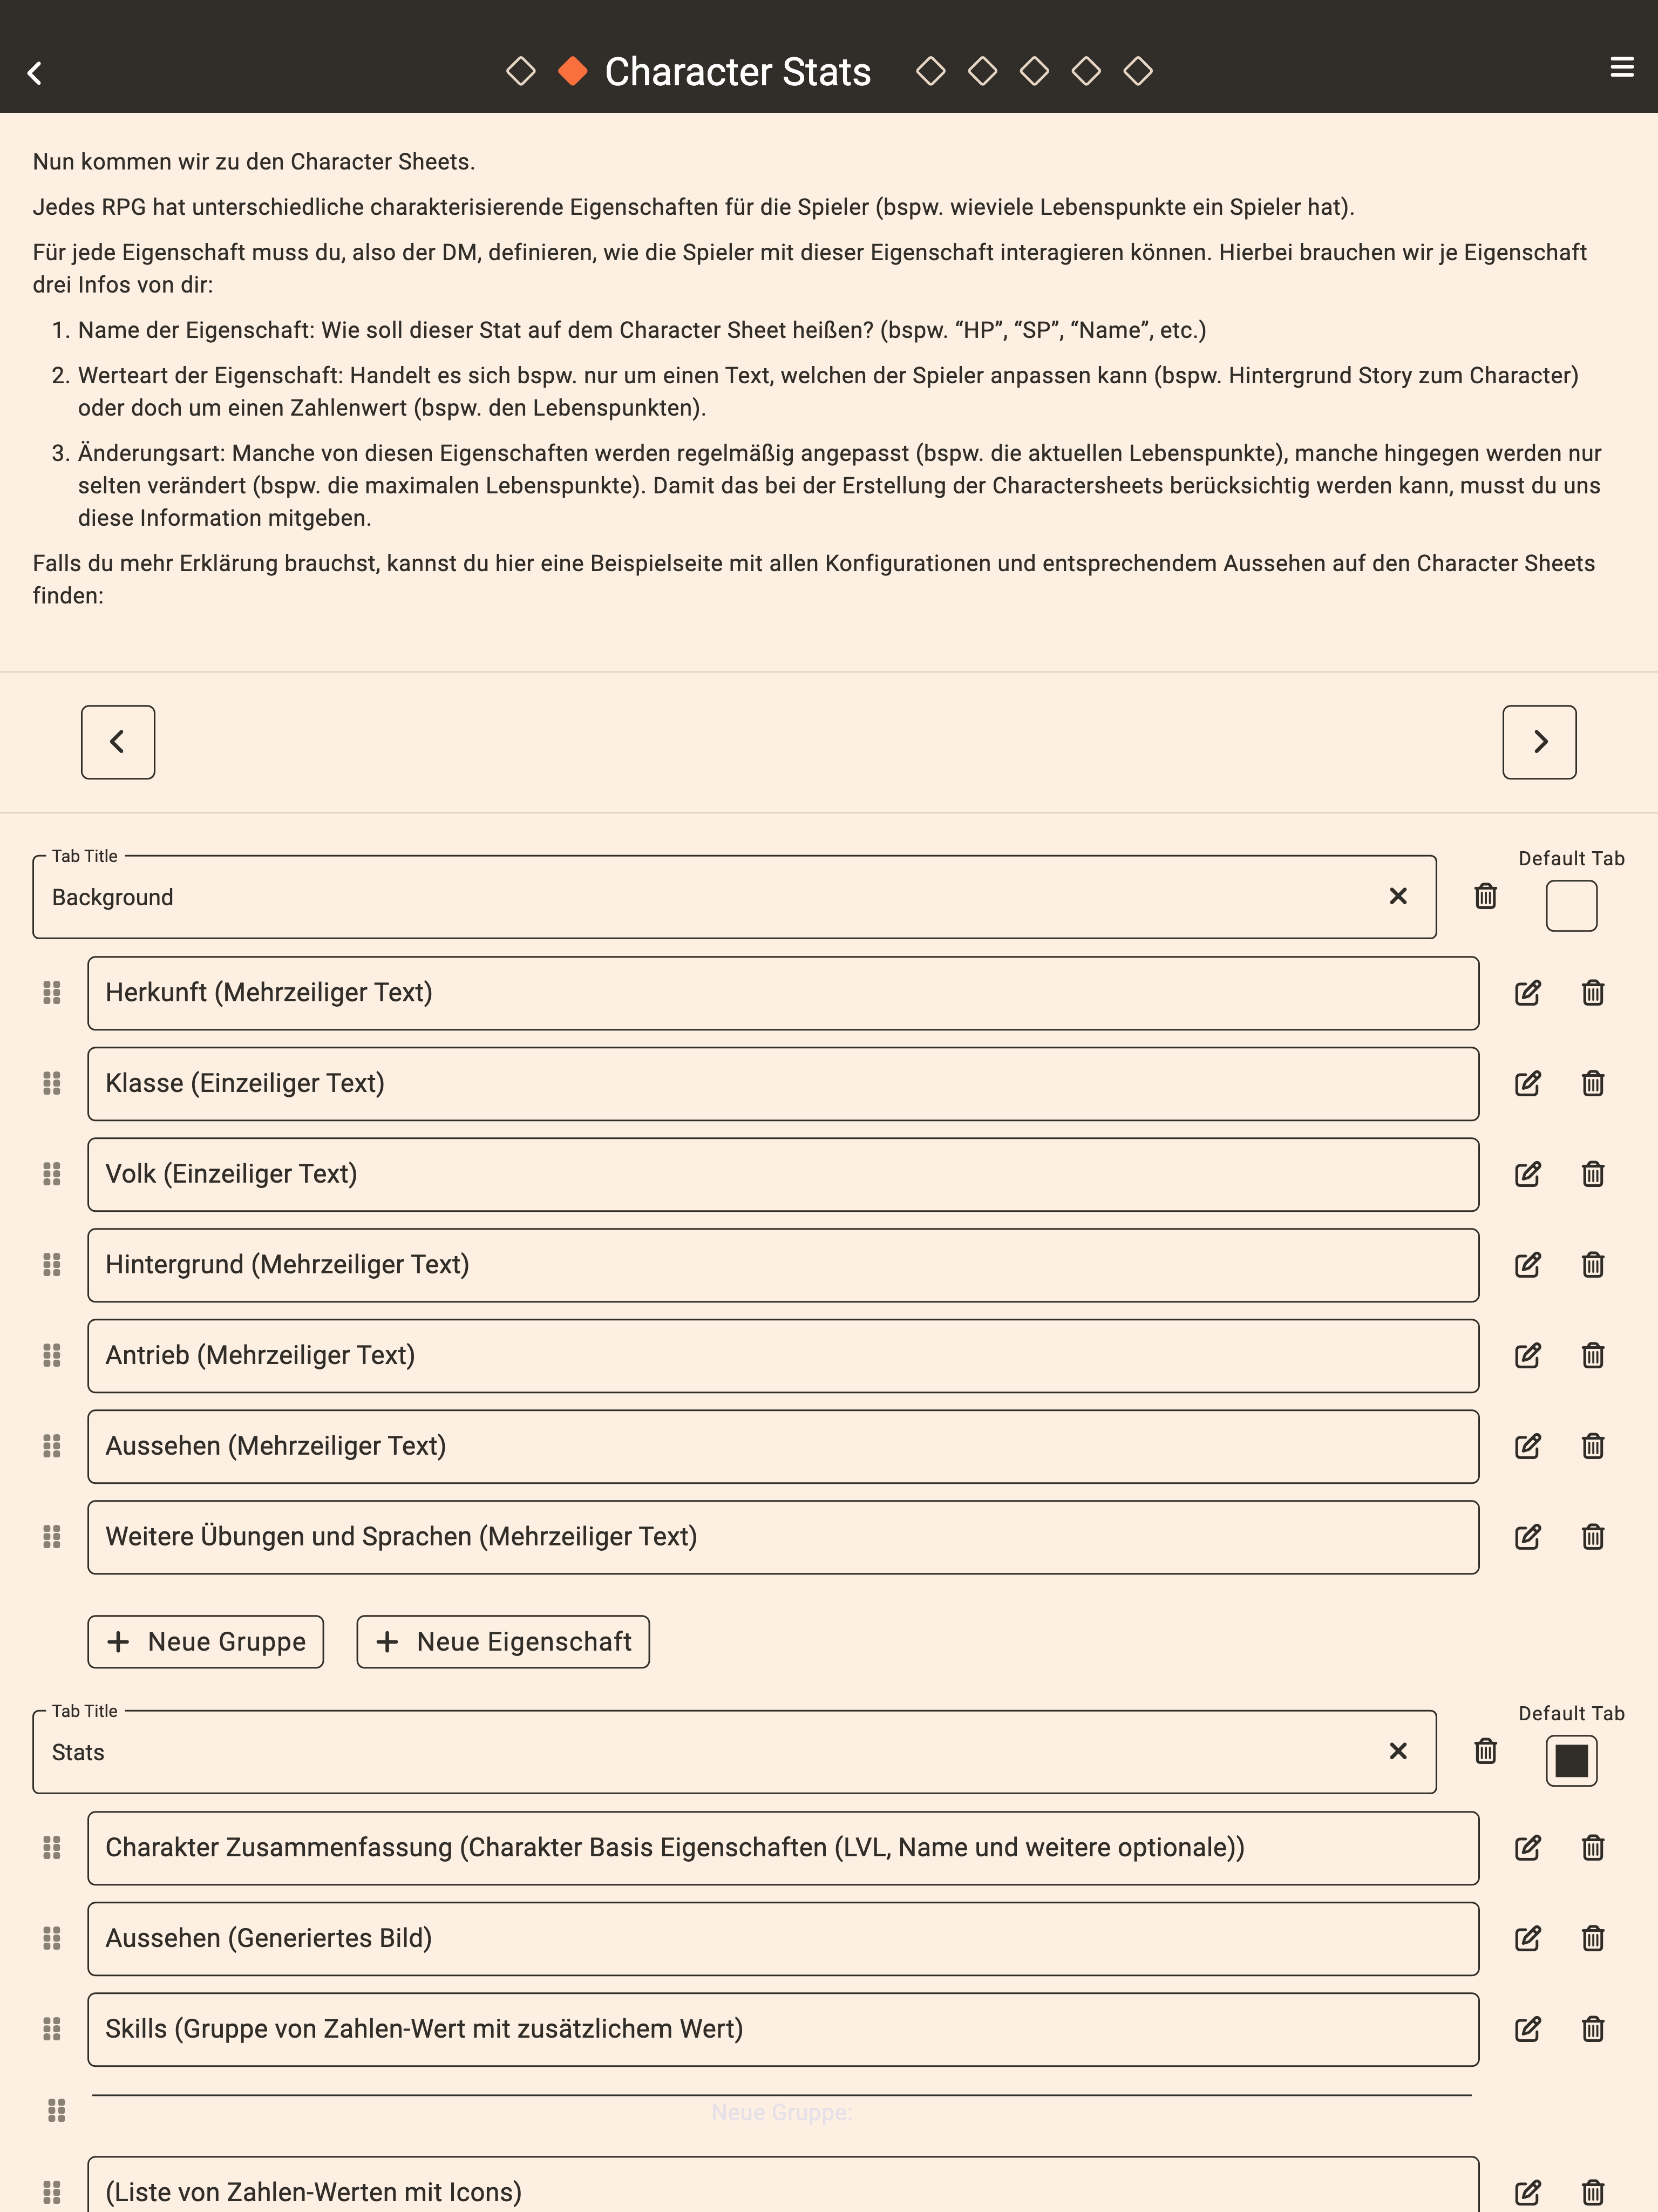 Character Stats
Nun kommen wir zu den Character Sheets.
Jedes RPG hat unterschiedliche charakterisierende Eigenschaften für die Spieler (bspw. wieviele Lebenspunkte ein Spieler hat).
Für jede Eigenschaft muss du, also der DM, definieren, wie die Spieler mit dieser Eigenschaft interagieren können. Hierbei brauchen wir je Eigenschaft
drei Infos von dir:
1. Name der Eigenschaft: Wie soll dieser Stat auf dem Character Sheet heißen? (bspw. “HP”, “SP”, “Name”, etc.)
2. Werteart der Eigenschaft: Handelt es sich bspw. nur um einen Text, welchen der Spieler anpassen kann (bspw. Hintergrund Story zum Character)
oder doch um einen Zahlenwert (bspw. den Lebenspunkten).
3. Änderungsart: Manche von diesen Eigenschaften werden regelmäßig angepasst (bspw. die aktuellen Lebenspunkte), manche hingegen werden nur
selten verändert (bspw. die maximalen Lebenspunkte). Damit das bei der Erstellung der Charactersheets berücksichtig werden kann, musst du uns
diese Information mitgeben.
Falls du mehr Erklärung brauchst, kannst du hier eine Beispielseite mit allen Konfigurationen und entsprechendem Aussehen auf den Character Sheets
finden:
Tab Title
Default Tab
Background
Herkunft (Mehrzeiliger Text)
Klasse (Einzeiliger Text)
Volk (Einzeiliger Text)
Hintergrund (Mehrzeiliger Text)
Antrieb (Mehrzeiliger Text)
Aussehen (Mehrzeiliger Text)
Weitere Übungen und Sprachen (Mehrzeiliger Text)
Neue Gruppe
Neue Eigenschaft
Tab Title
Default Tab
Stats
Charakter Zusammenfassung (Charakter Basis Eigenschaften (LVL, Name und weitere optionale))
Aussehen (Generiertes Bild)
Skills (Gruppe von Zahlen-Wert mit zusätzlichem Wert)
Neue Gruppe:
(Liste von Zahlen-Werten mit Icons)